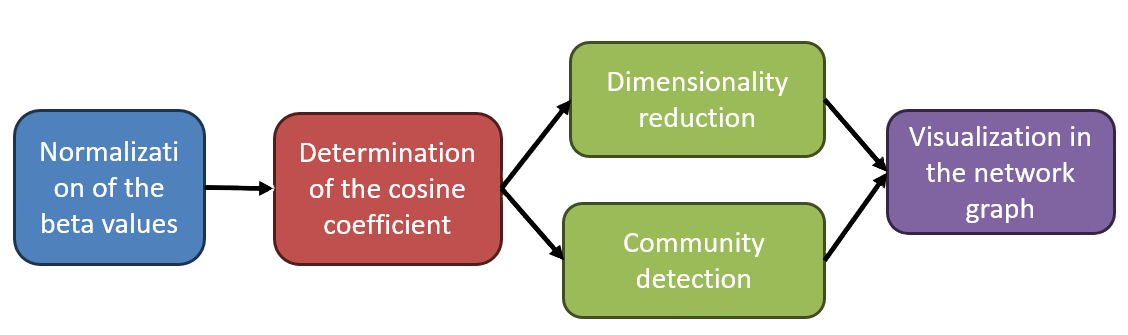 Normalizati
on of the
beta values
Determination
of the cosine
coefficient
Dimensionality
reduction
Community
detection
Visualization in
the network
graph